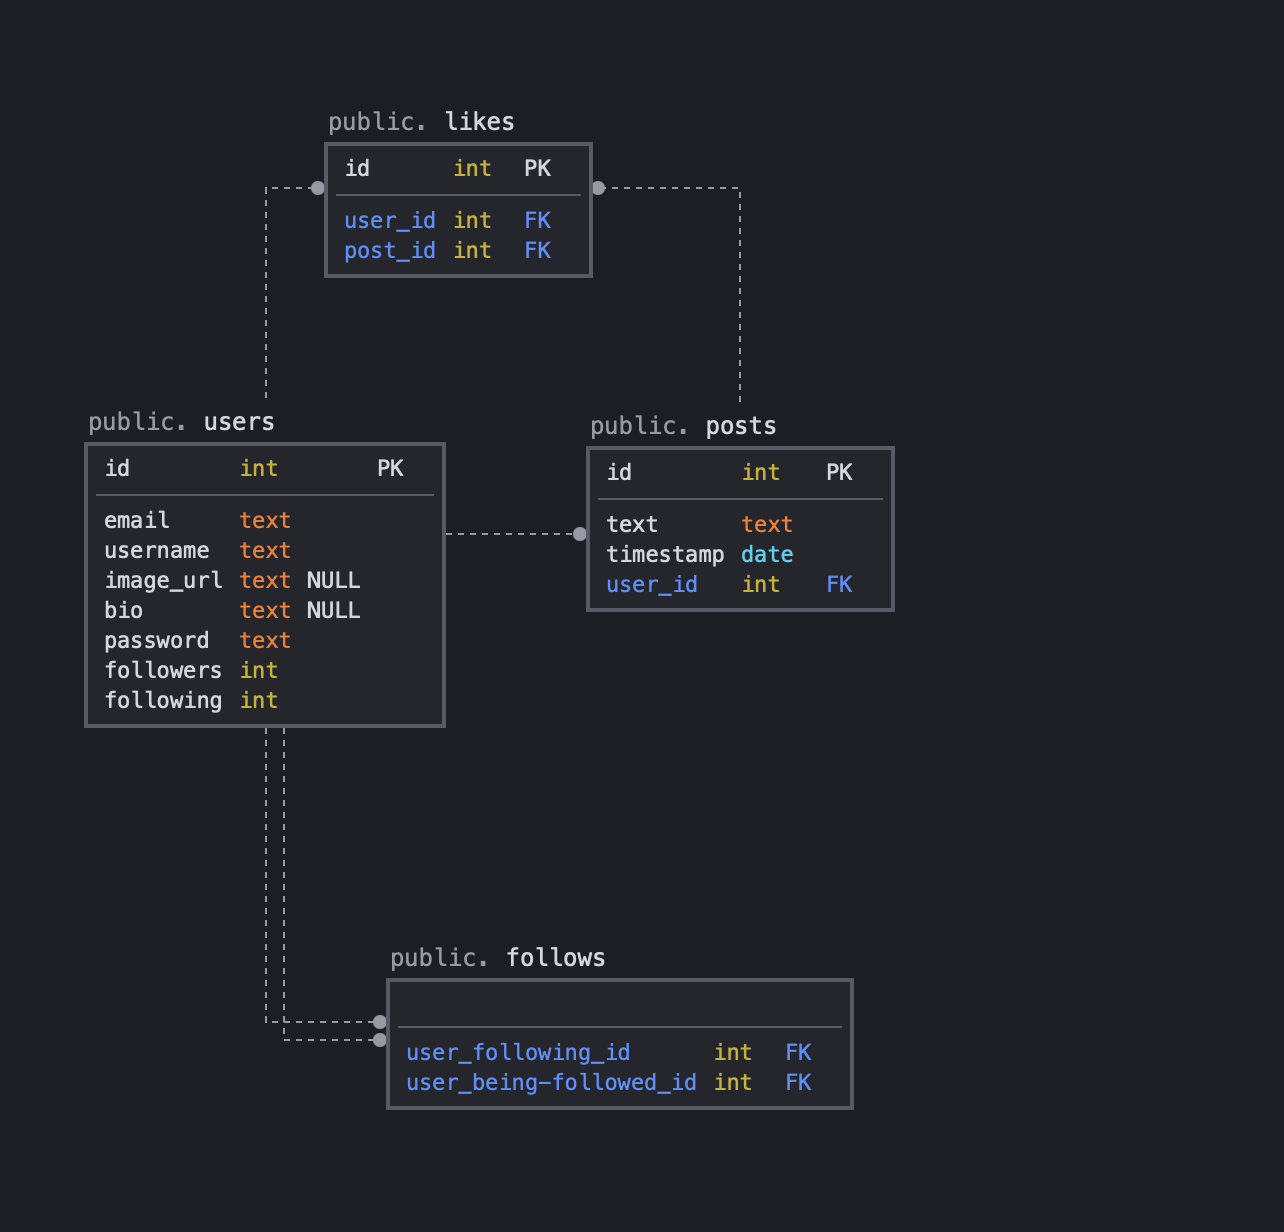 public. likes
id int PK
user_id int FK
post_id int FK
public. users
id int PK
email text
username text
image_url text NULL
bio text NULL
password text
followers int
following int
public. posts
id int PK
text text
timestamp date
user_id int FK
public. follows
user_following_id int FK
user_being-followed_id int FK